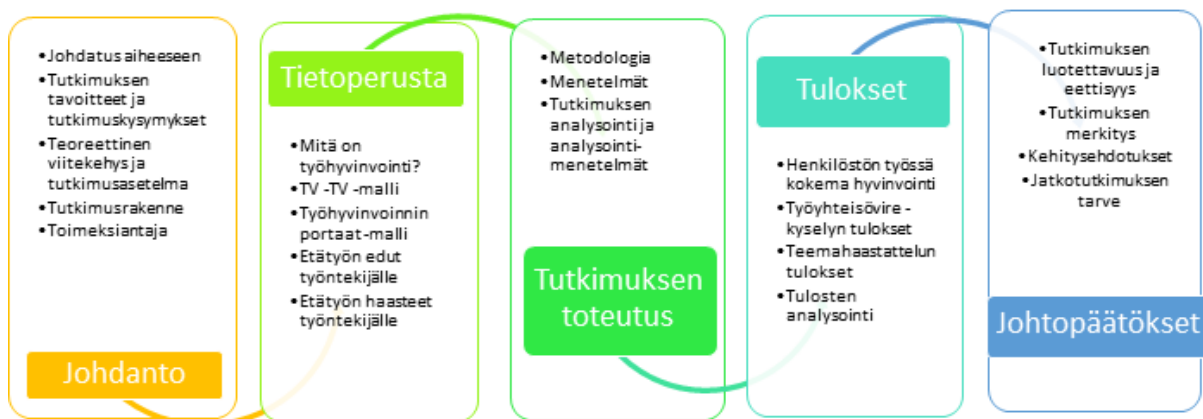 •Johdatus aiheeseen
•Tutkimuksen
tavoitteet ja
tutkimuskysymykset
•Teoreettinen
viitekehys ja
tutkimusasetelma
•Tutkimusrakenne
•Toimeksiantaja
Johdanto
Tietoperusta
•Mitä on
työhyvinvointi?
•TV -TV -malli
•Työhyvinvoinnin
portaat -malli
•Etätyön edut
työntekijälle
•Etätyön haasteet
työntekijälle
•Metodologia
•Menetelmät
•Tutkimuksen
analysointi ja
analysointi-
menetelmät
Tutkimuksen
toteutus
Tulokset
•Henkilöstön työssä
kokema hyvinvointi
•Työyhteisövire -
kyselyn tulokset
•Teemahaastattelun
tulokset
•Tulosten
analysointi
•Tutkimuksen
luotettavuus ja
eettisyys
•Tutkimuksen
merkitys
•Kehitysehdotukset
•Jatkotutkimuksen
tarve
Johtopäätökset